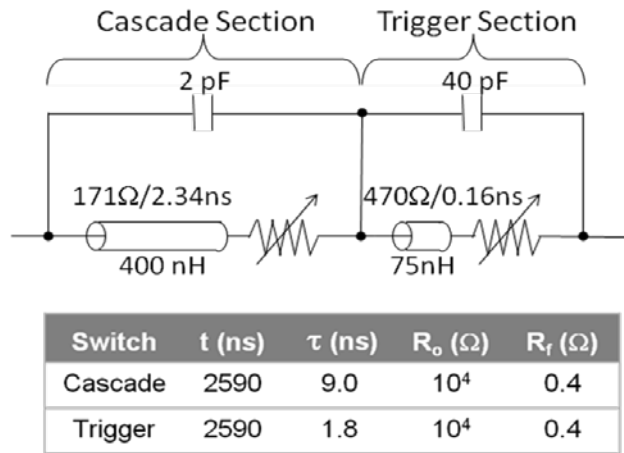 Cascade Section Trigger Section
2 pF 40 pF
171Ω/2.34ns 470Ω/0.16ns
400 nH 75nH
Switch t (ns) τ (ns) Rₒ (Ω) R_f (Ω)
Cascade 2590 9.0 10⁴ 0.4
Trigger 2590 1.8 10⁴ 0.4